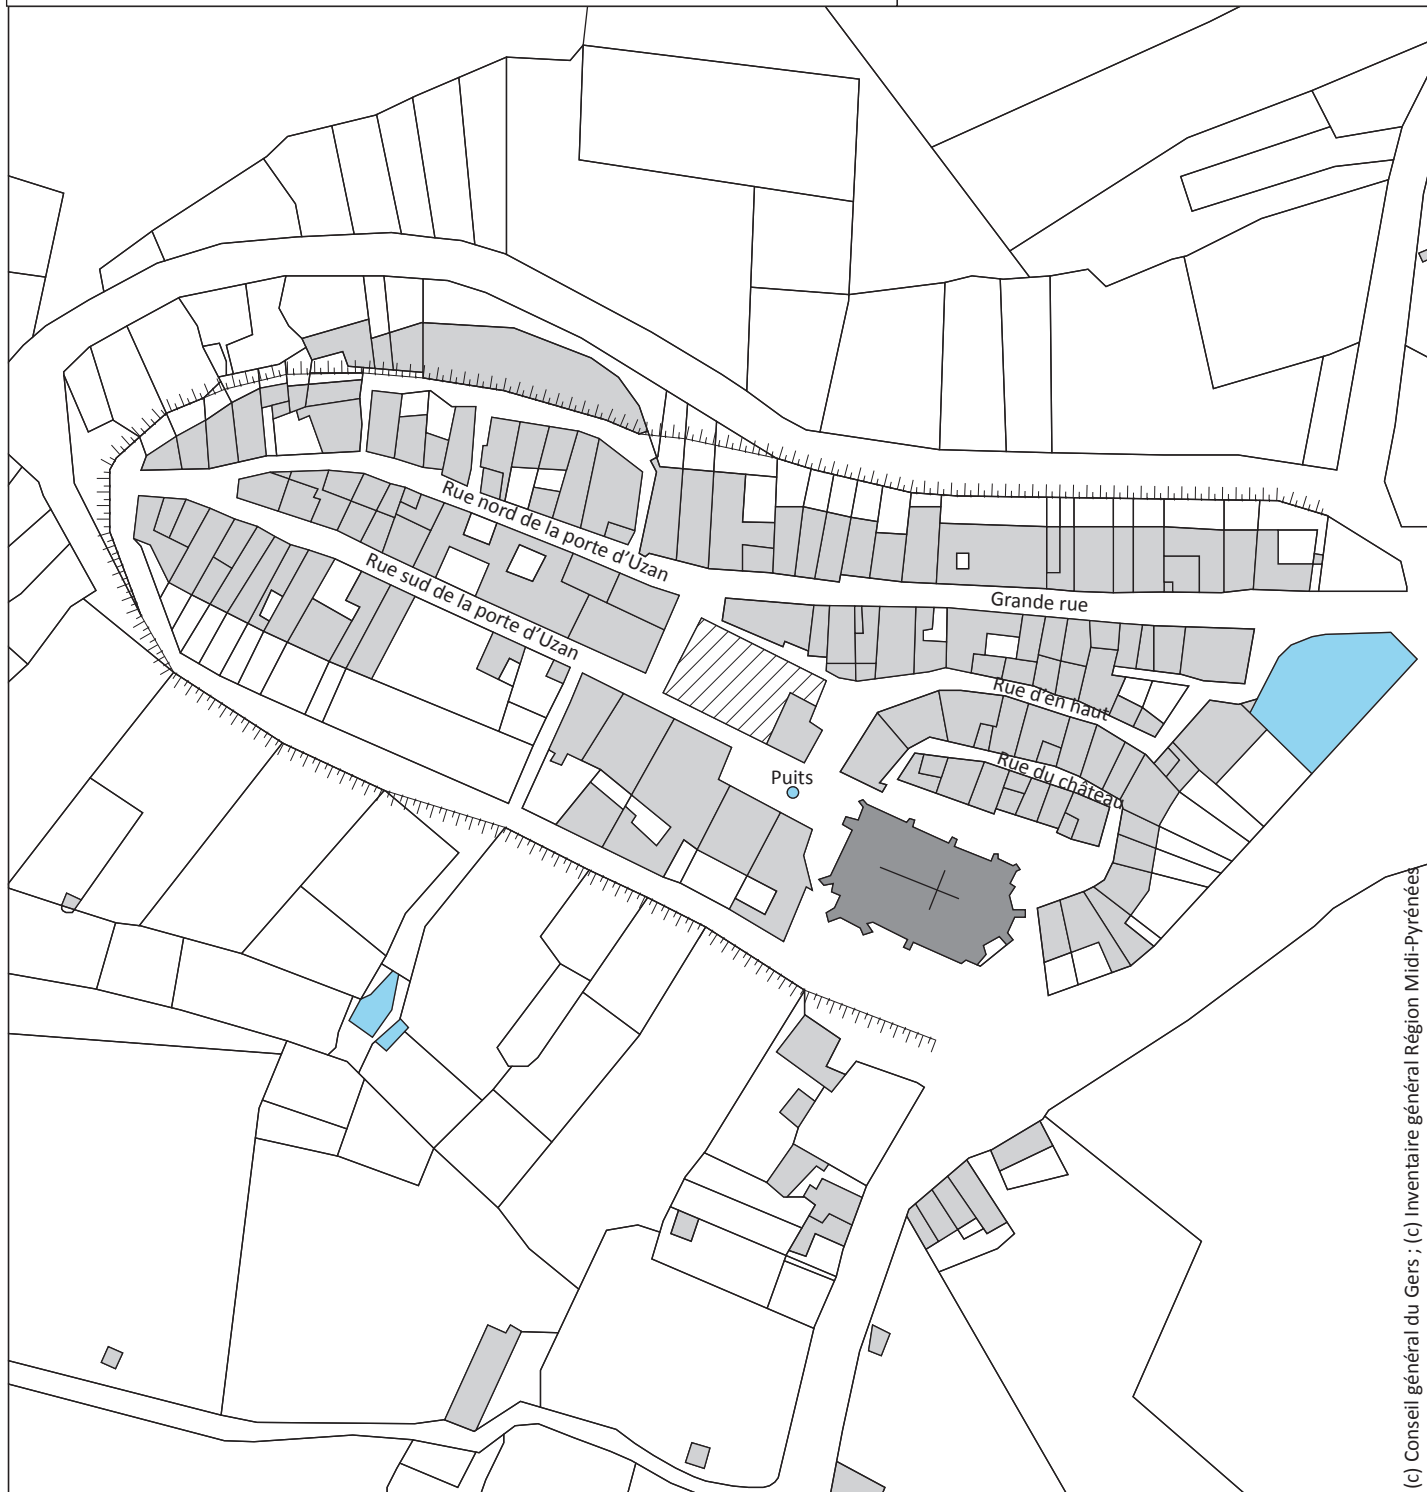 Rue nord de la porte d'Uzan
Rue sud de la porte d'Uzan
Grande rue
Rue d'en haut
Rue du château
Puits
(c) Conseil général du Gers ; (c) Inventaire général Région Midi-Pyrénées